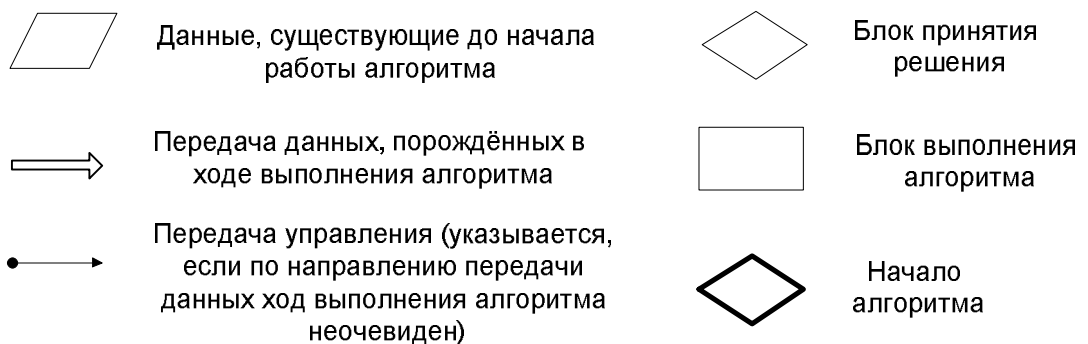 Данные, существующие до начала
работы алгоритма
Блок принятия
решения
Передача данных, порождённых в
ходе выполнения алгоритма
Блок выполнения
алгоритма
Передача управления (указывается,
если по направлению передачи
данных ход выполнения алгоритма
неочевиден)
Начало
алгоритма